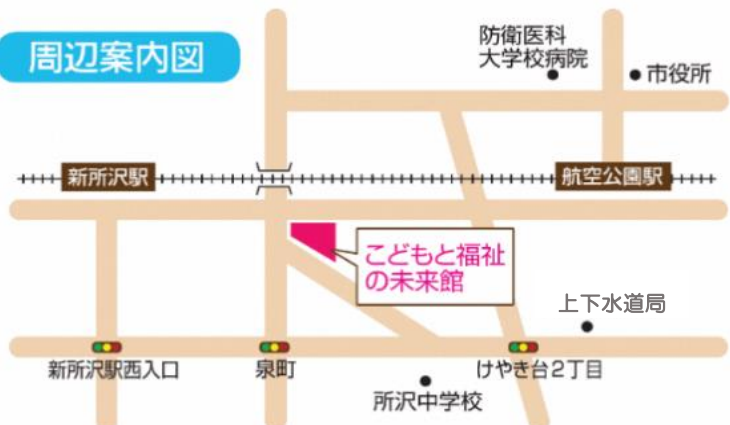 周辺案内図
防衛医科
大学校病院
市役所
新所沢駅
航空公園駅
こどもと福祉
の未来館
上下水道局
新所沢駅西入口
泉町
けやき台2丁目
所沢中学校